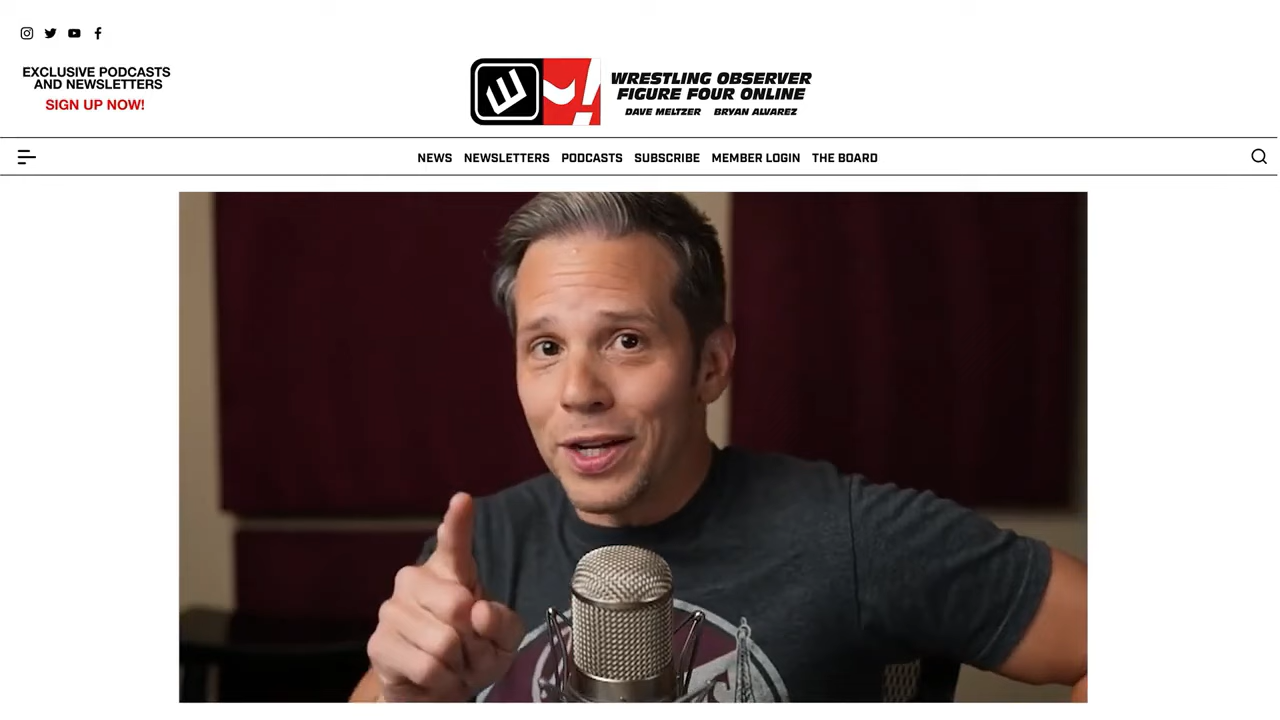 EXCLUSIVE PODCASTS
AND NEWSLETTERS
SIGN UP NOW!
WRESTLING OBSERVER
FIGURE FOUR ONLINE
DAVE MELTZER BRYAN ALVAREZ
NEWS NEWSLETTERS PODCASTS SUBSCRIBE MEMBER LOGIN THE BOARD